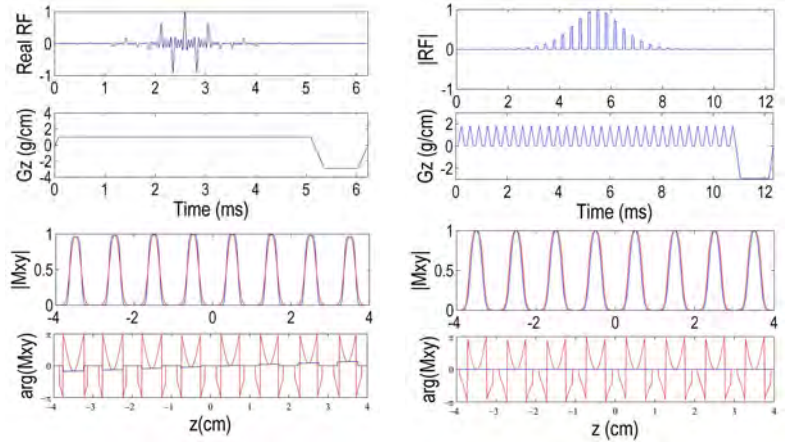 Real RF
1
0
-1
0 1 2 3 4 5 6
Gz (g/cm)
4
2
0
-2
-4
0 1 2 3 4 5 6
Time (ms)
|Mxy|
1
0.5
0
-4 -2 0 2 4
arg(Mxy)
π
0
-π
-4 -3 -2 -1 0 1 2 3 4
z(cm)
|RF|
1
0
-1
0 2 4 6 8 10 12
Gz (g/cm)
2
0
-2
0 2 4 6 8 10 12
Time (ms)
|Mxy|
1
0.5
0
-4 -2 0 2 4
arg(Mxy)
π
0
-π
-4 -3 -2 -1 0 1 2 3 4
z (cm)